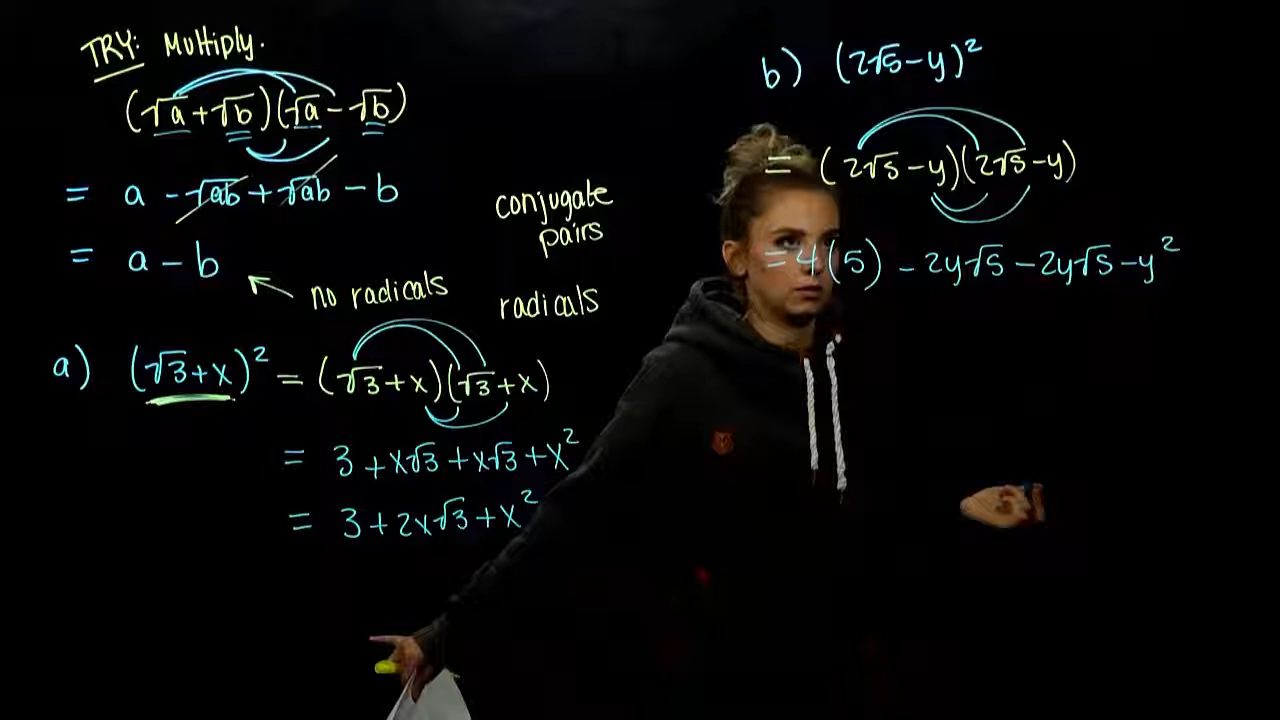 TRY: Multiply.
(√a + √b)(√a - √b)
= a - √ab + √ab - b
= a - b
no radicals
conjugate
pairs
radicals
a) (√3 + x)² = (√3 + x)(√3 + x)
= 3 + x√3 + x√3 + x²
= 3 + 2x√3 + x²
b) (2√5 - y)²
= (2√5 - y)(2√5 - y)
= 4(5) - 2y√5 - 2y√5 - y²